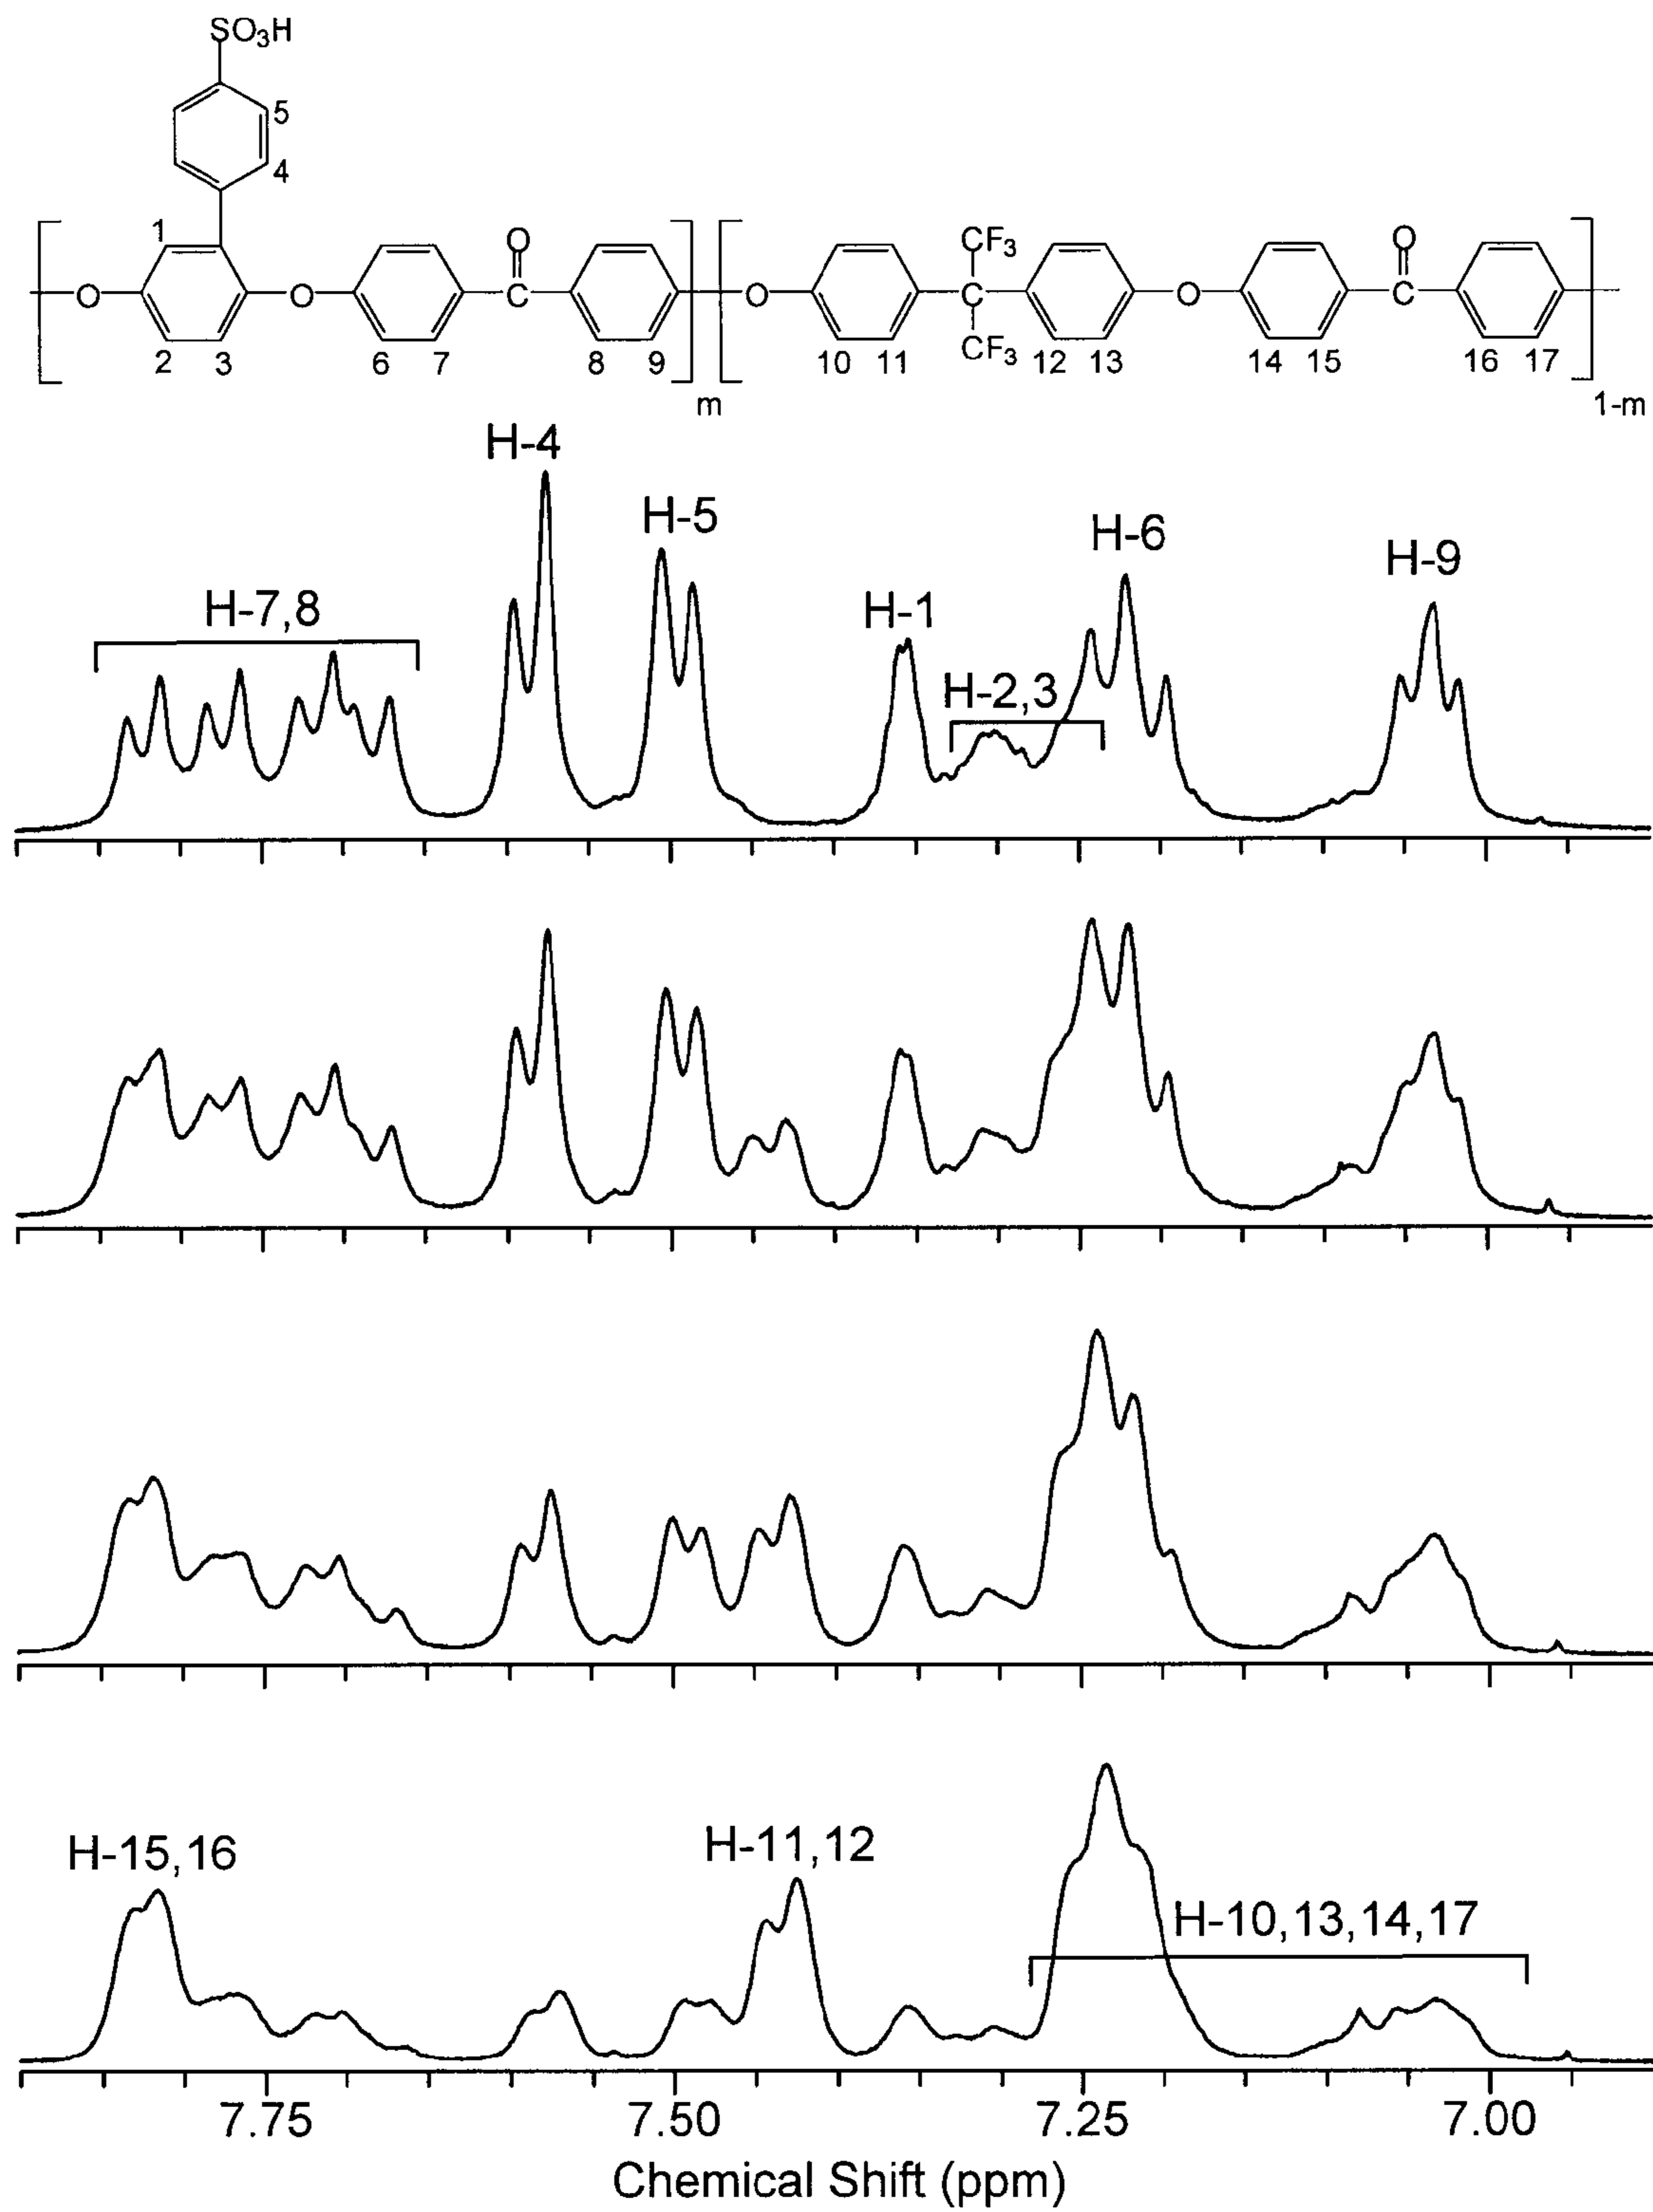 SO3H
5
4
1
O
O
CF3
O
O
O
C
O
C
O
C
2
3
6
7
8
9
CF3
10
11
12
13
14
15
16
17
m
1-m
H-4
H-5
H-6
H-9
H-7,8
H-1
H-2,3
H-15,16
H-11,12
H-10,13,14,17
7.75 7.50 7.25 7.00
Chemical Shift (ppm)